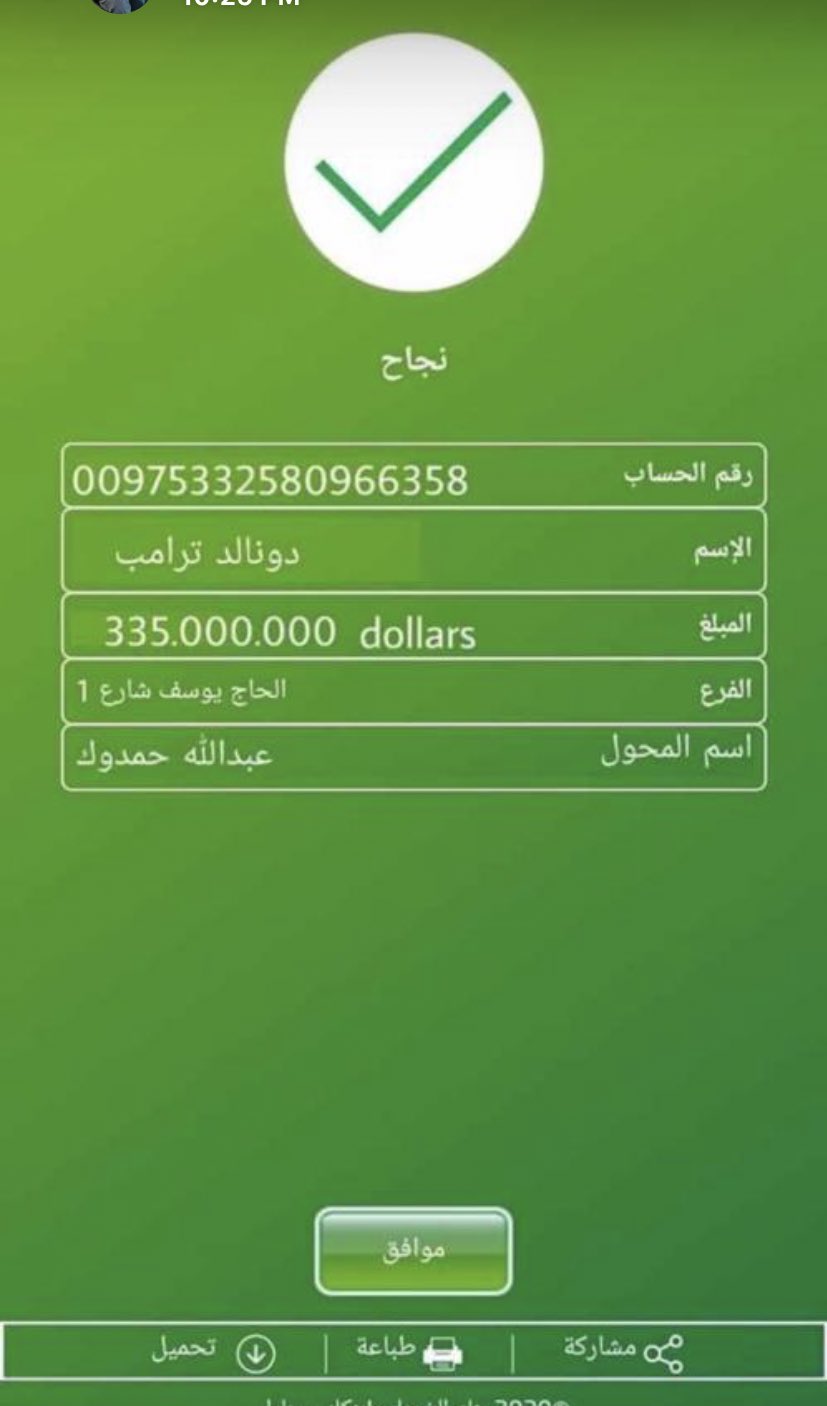 نجاح
رقم الحساب 00975332580966358
الإسم دونالد ترامب
المبلغ 335.000.000 dollars
الفرع الحاج يوسف شارع 1
اسم المحول عبدالله حمدوك
موافق
مشاركة | طباعة | تحميل